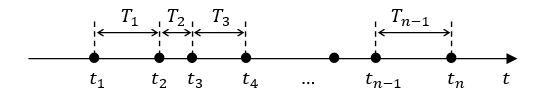 T₁ T₂ T₃ Tₙ₋₁
t₁ t₂ t₃ t₄ ... tₙ₋₁ tₙ t